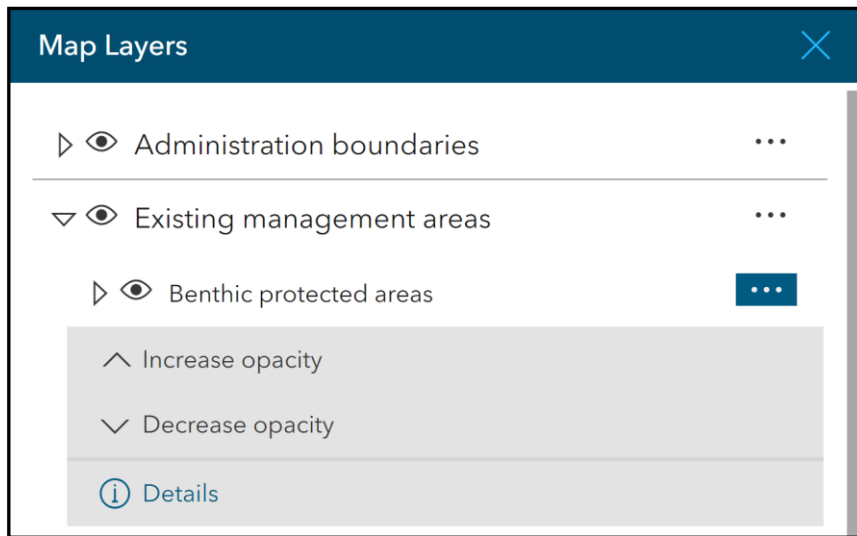 Map Layers
Administration boundaries
Existing management areas
Benthic protected areas
Increase opacity
Decrease opacity
Details